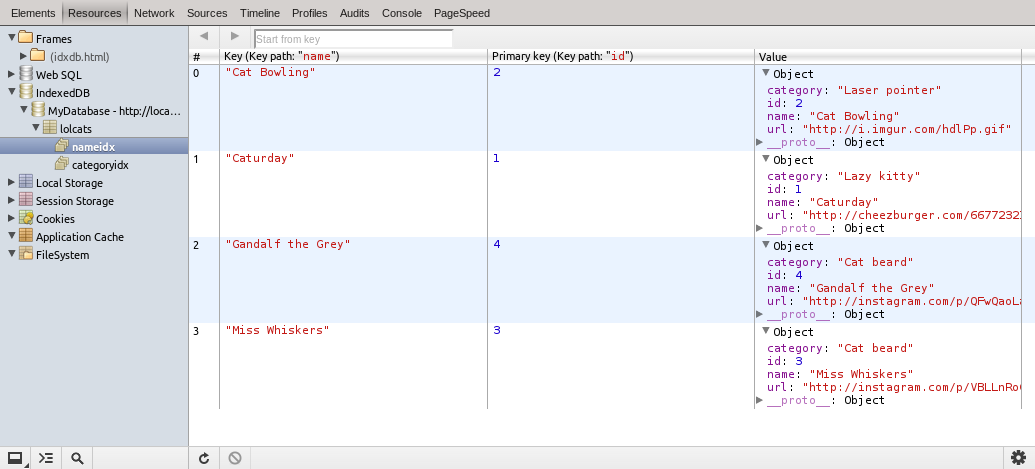 Elements Resources Network Sources Timeline Profiles Audits Console PageSpeed
Frames
(idxdb.html)
Web SQL
IndexedDB
MyDatabase - http://loca...
lolcats
nameidx
categoryidx
Local Storage
Session Storage
Cookies
Application Cache
FileSystem
Start from key
# Key (Key path: "name") Primary key (Key path: "id") Value
0 "Cat Bowling" 2 Object
category: "Laser pointer"
id: 2
name: "Cat Bowling"
url: "http://i.imgur.com/hdlPp.gif"
__proto__: Object
1 "Caturday" 1 Object
category: "Lazy kitty"
id: 1
name: "Caturday"
url: "http://cheezburger.com/6677232
__proto__: Object
2 "Gandalf the Grey" 4 Object
category: "Cat beard"
id: 4
name: "Gandalf the Grey"
url: "http://instagram.com/p/QFwQaoL
__proto__: Object
3 "Miss Whiskers" 3 Object
category: "Cat beard"
id: 3
name: "Miss Whiskers"
url: "http://instagram.com/p/VBLLnRo
__proto__: Object